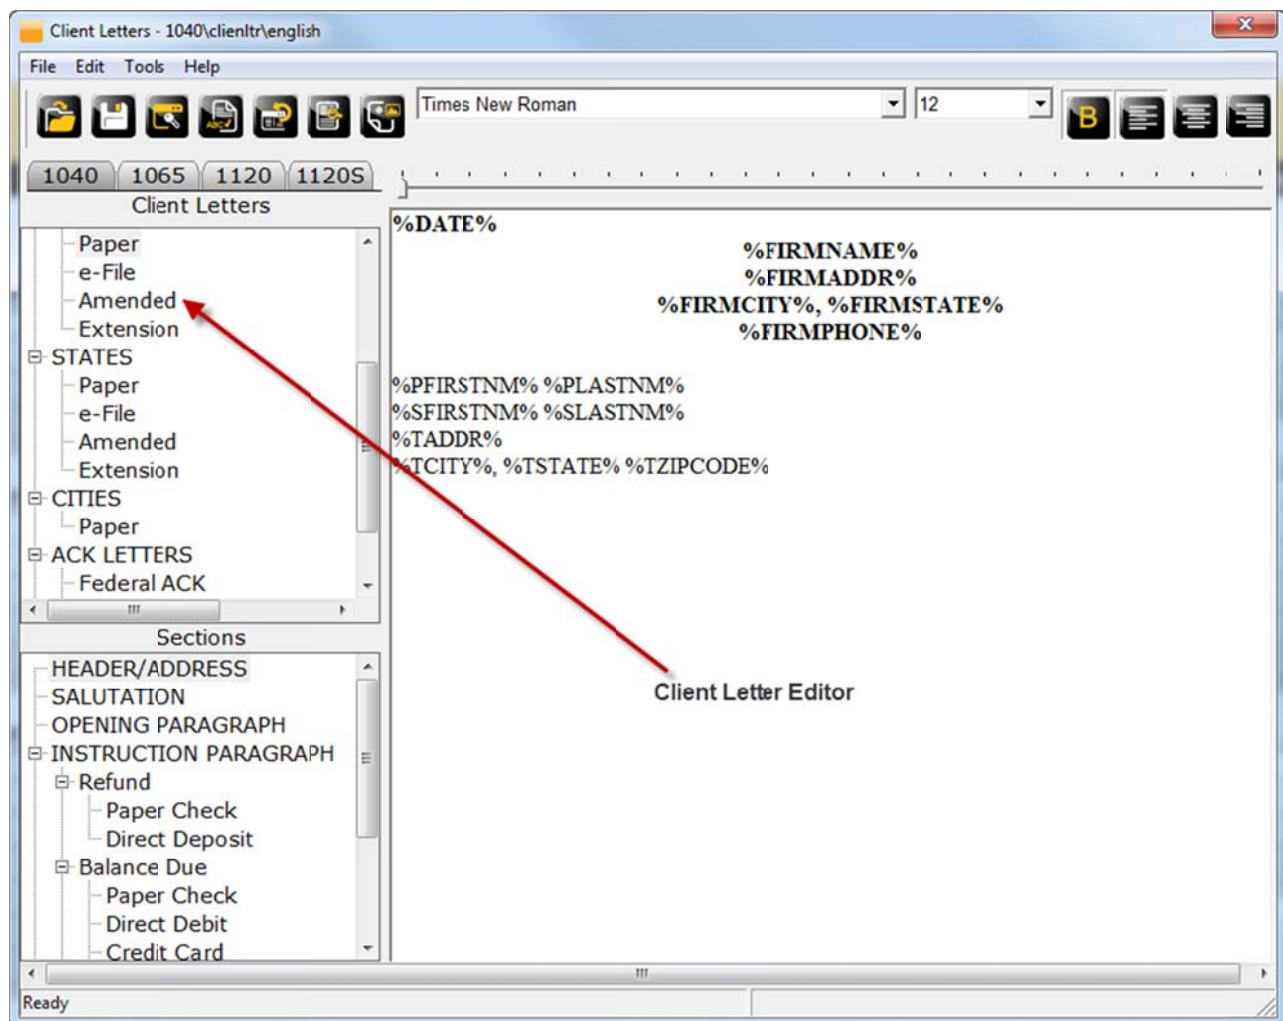 Client Letters - 1040\clienltr\english
x
File Edit Tools Help
ABC
Times New Roman
12
B
1040 1065 1120 1120S
Client Letters
Paper
e-File
Amended
Extension
STATES
Paper
e-File
Amended
Extension
CITIES
Paper
ACK LETTERS
Federal ACK
Sections
HEADER/ADDRESS
SALUTATION
OPENING PARAGRAPH
INSTRUCTION PARAGRAPH
Refund
Paper Check
Direct Deposit
Balance Due
Paper Check
Direct Debit
Credit Card
%DATE%
%FIRMNAME%
%FIRMADDR%
%FIRMCITY%, %FIRMSTATE%
%FIRMPHONE%
%PFIRSTNM% %PLASTNM%
%SFIRSTNM% %SLASTNM%
%TADDR%
%TCITY%, %TSTATE% %TZIPCODE%
Client Letter Editor
Ready